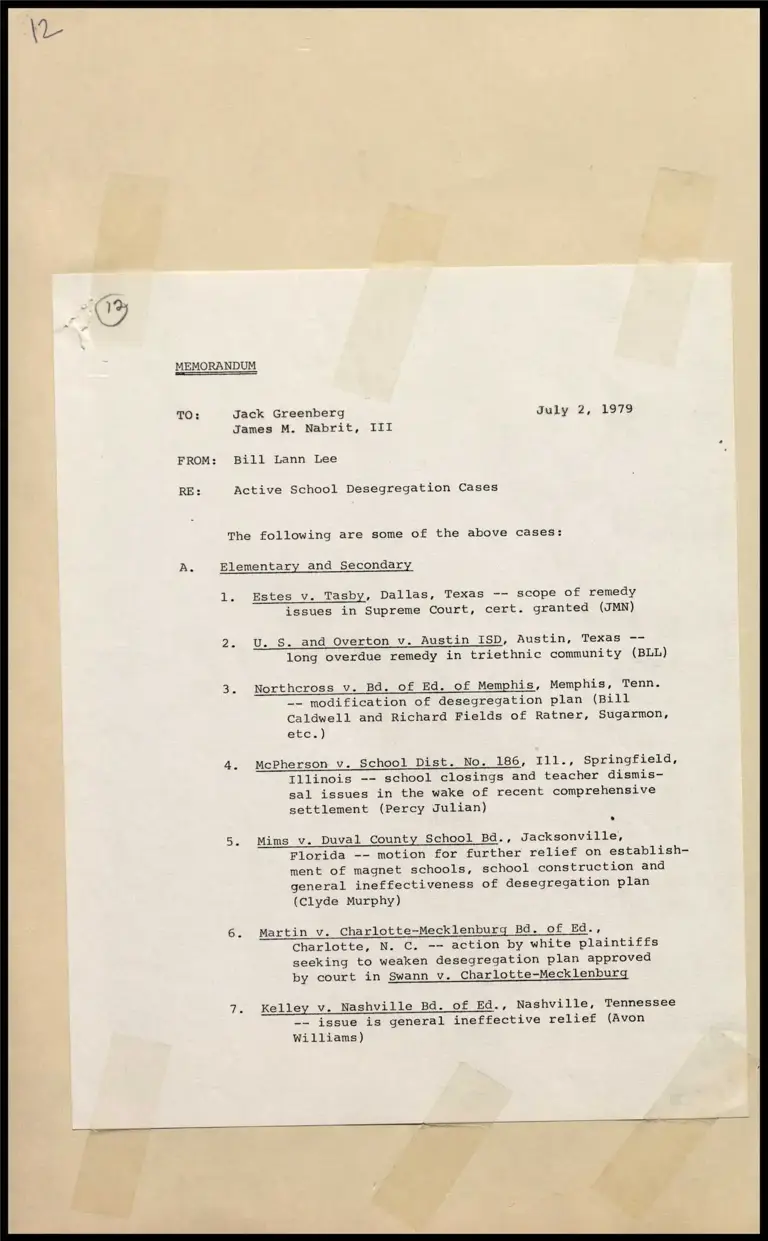 12
12
MEMORANDUM
TO: Jack Greenberg July 2, 1979
James M. Nabrit, III
FROM: Bill Lann Lee
RE: Active School Desegregation Cases
The following are some of the above cases:
A. Elementary and Secondary
1. Estes v. Tasby, Dallas, Texas -- scope of remedy
issues in Supreme Court, cert. granted (JMN)
2. U. S. and Overton v. Austin ISD, Austin, Texas --
long overdue remedy in triethnic community (BLL)
3. Northcross v. Bd. of Ed. of Memphis, Memphis, Tenn.
-- modification of desegregation plan (Bill
Caldwell and Richard Fields of Ratner, Sugarmon,
etc.)
4. McPherson v. School Dist. No. 186, Ill., Springfield,
Illinois -- school closings and teacher dismis-
sal issues in the wake of recent comprehensive
settlement (Percy Julian)
5. Mims v. Duval County School Bd., Jacksonville,
Florida -- motion for further relief on establish-
ment of magnet schools, school construction and
general ineffectiveness of desegregation plan
(Clyde Murphy)
6. Martin v. Charlotte-Mecklenburg Bd. of Ed.,
Charlotte, N. C. -- action by white plaintiffs
seeking to weaken desegregation plan approved
by court in Swann v. Charlotte-Mecklenburg
7. Kelley v. Nashville Bd. of Ed., Nashville, Tennessee
-- issue is general ineffective relief (Avon
Williams)